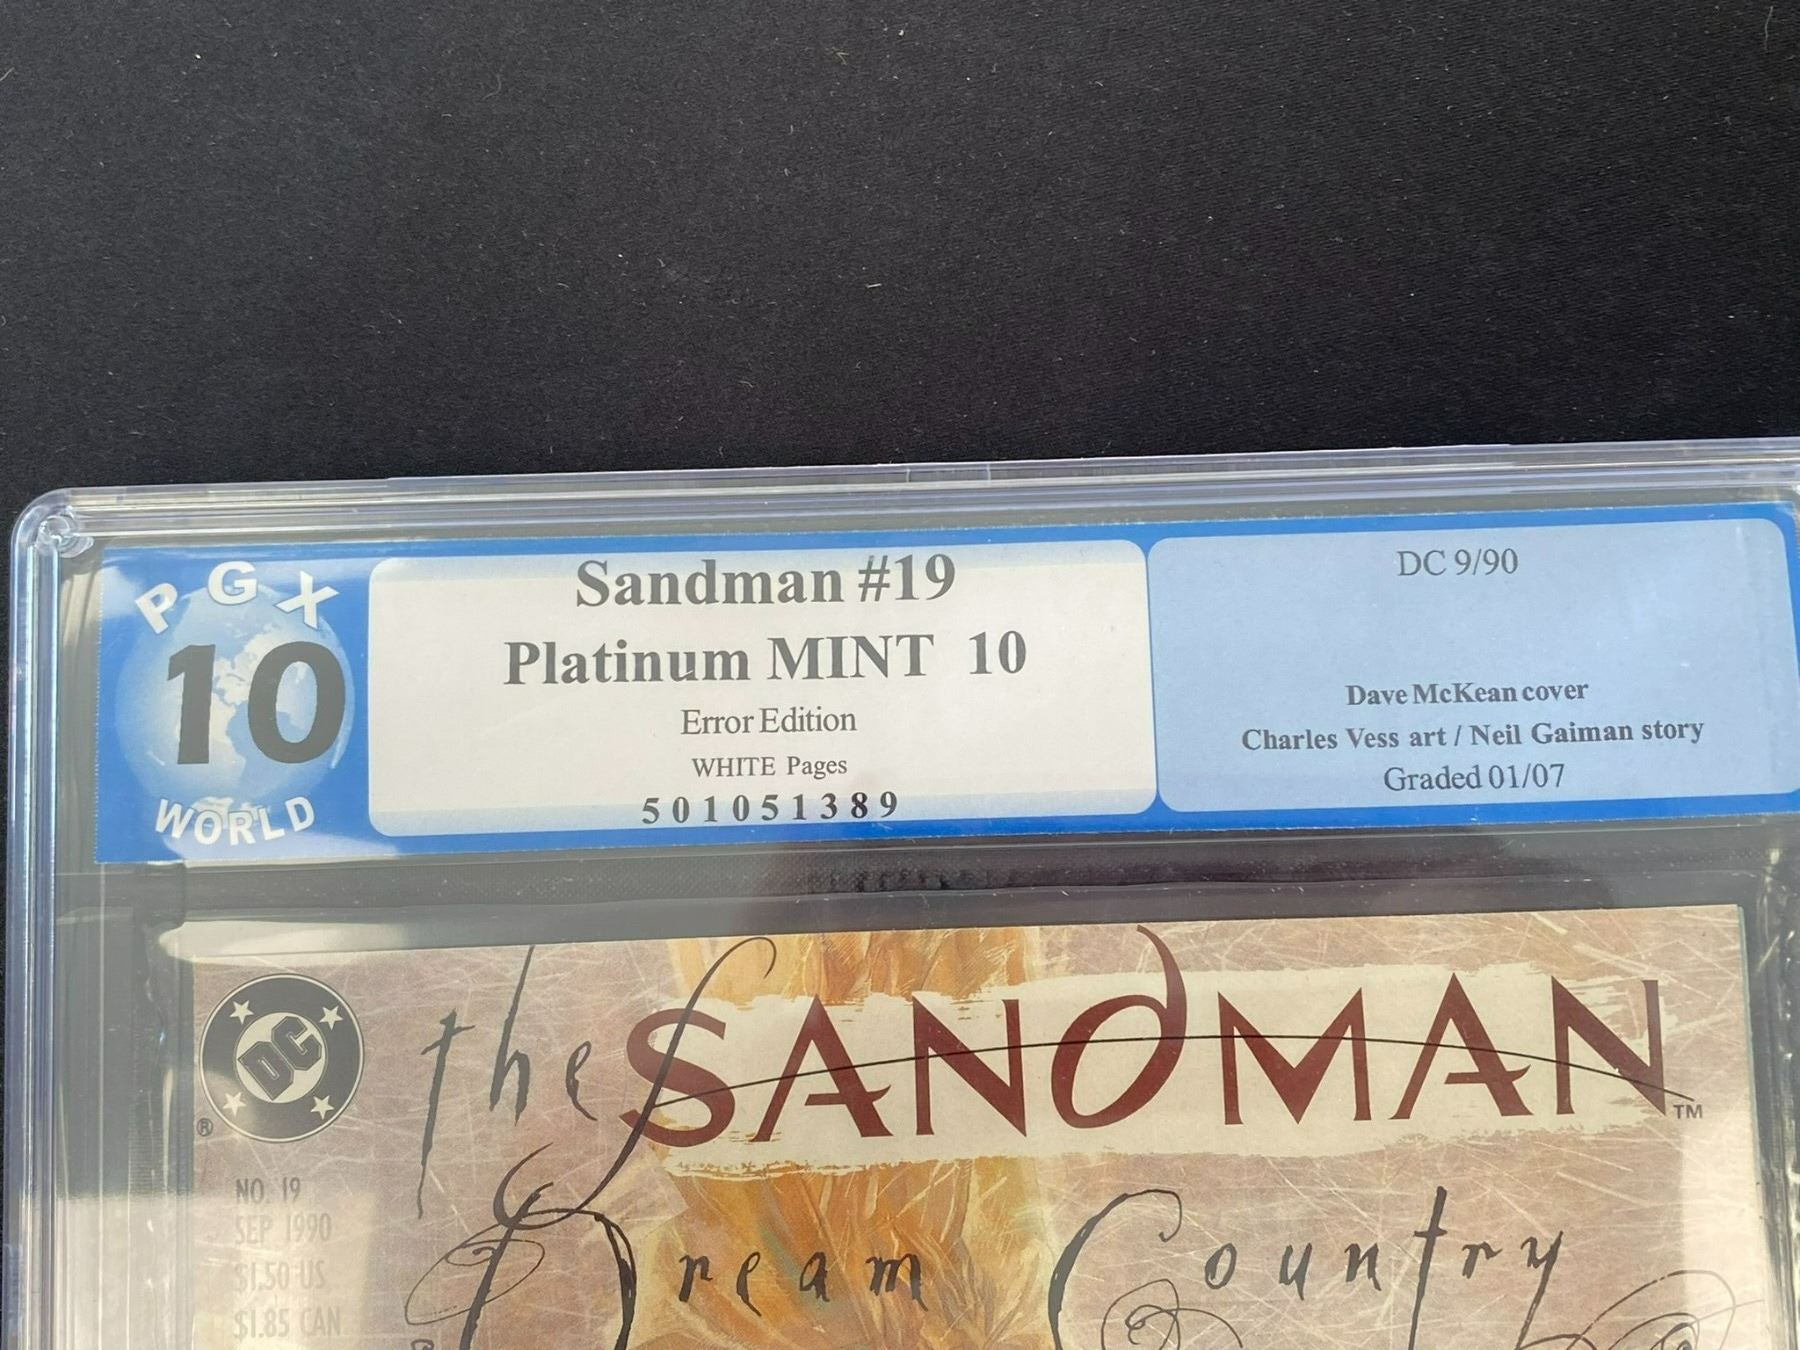 PGX
10
WORLD
Sandman #19
Platinum MINT 10
Error Edition
WHITE Pages
501051389
DC 9/90
Dave McKean cover
Charles Vess art / Neil Gaiman story
Graded 01/07
DC
®
the SANDMAN
TM
NO. 19
SEP 1990
$1.50 US
$1.85 CAN
Dream Country